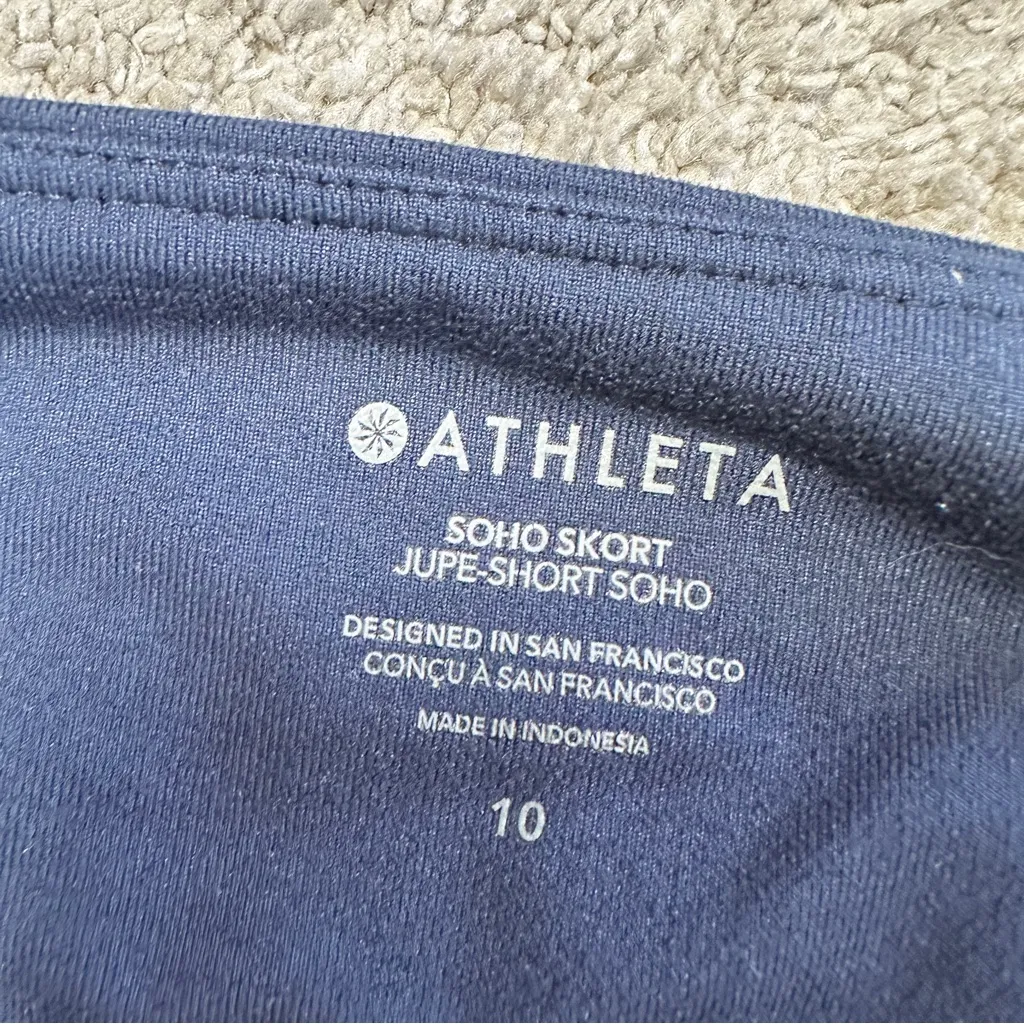 ATHLETA
SOHO SKORT
JUPE-SHORT SOHO
DESIGNED IN SAN FRANCISCO
CONÇU À SAN FRANCISCO
MADE IN INDONESIA
10